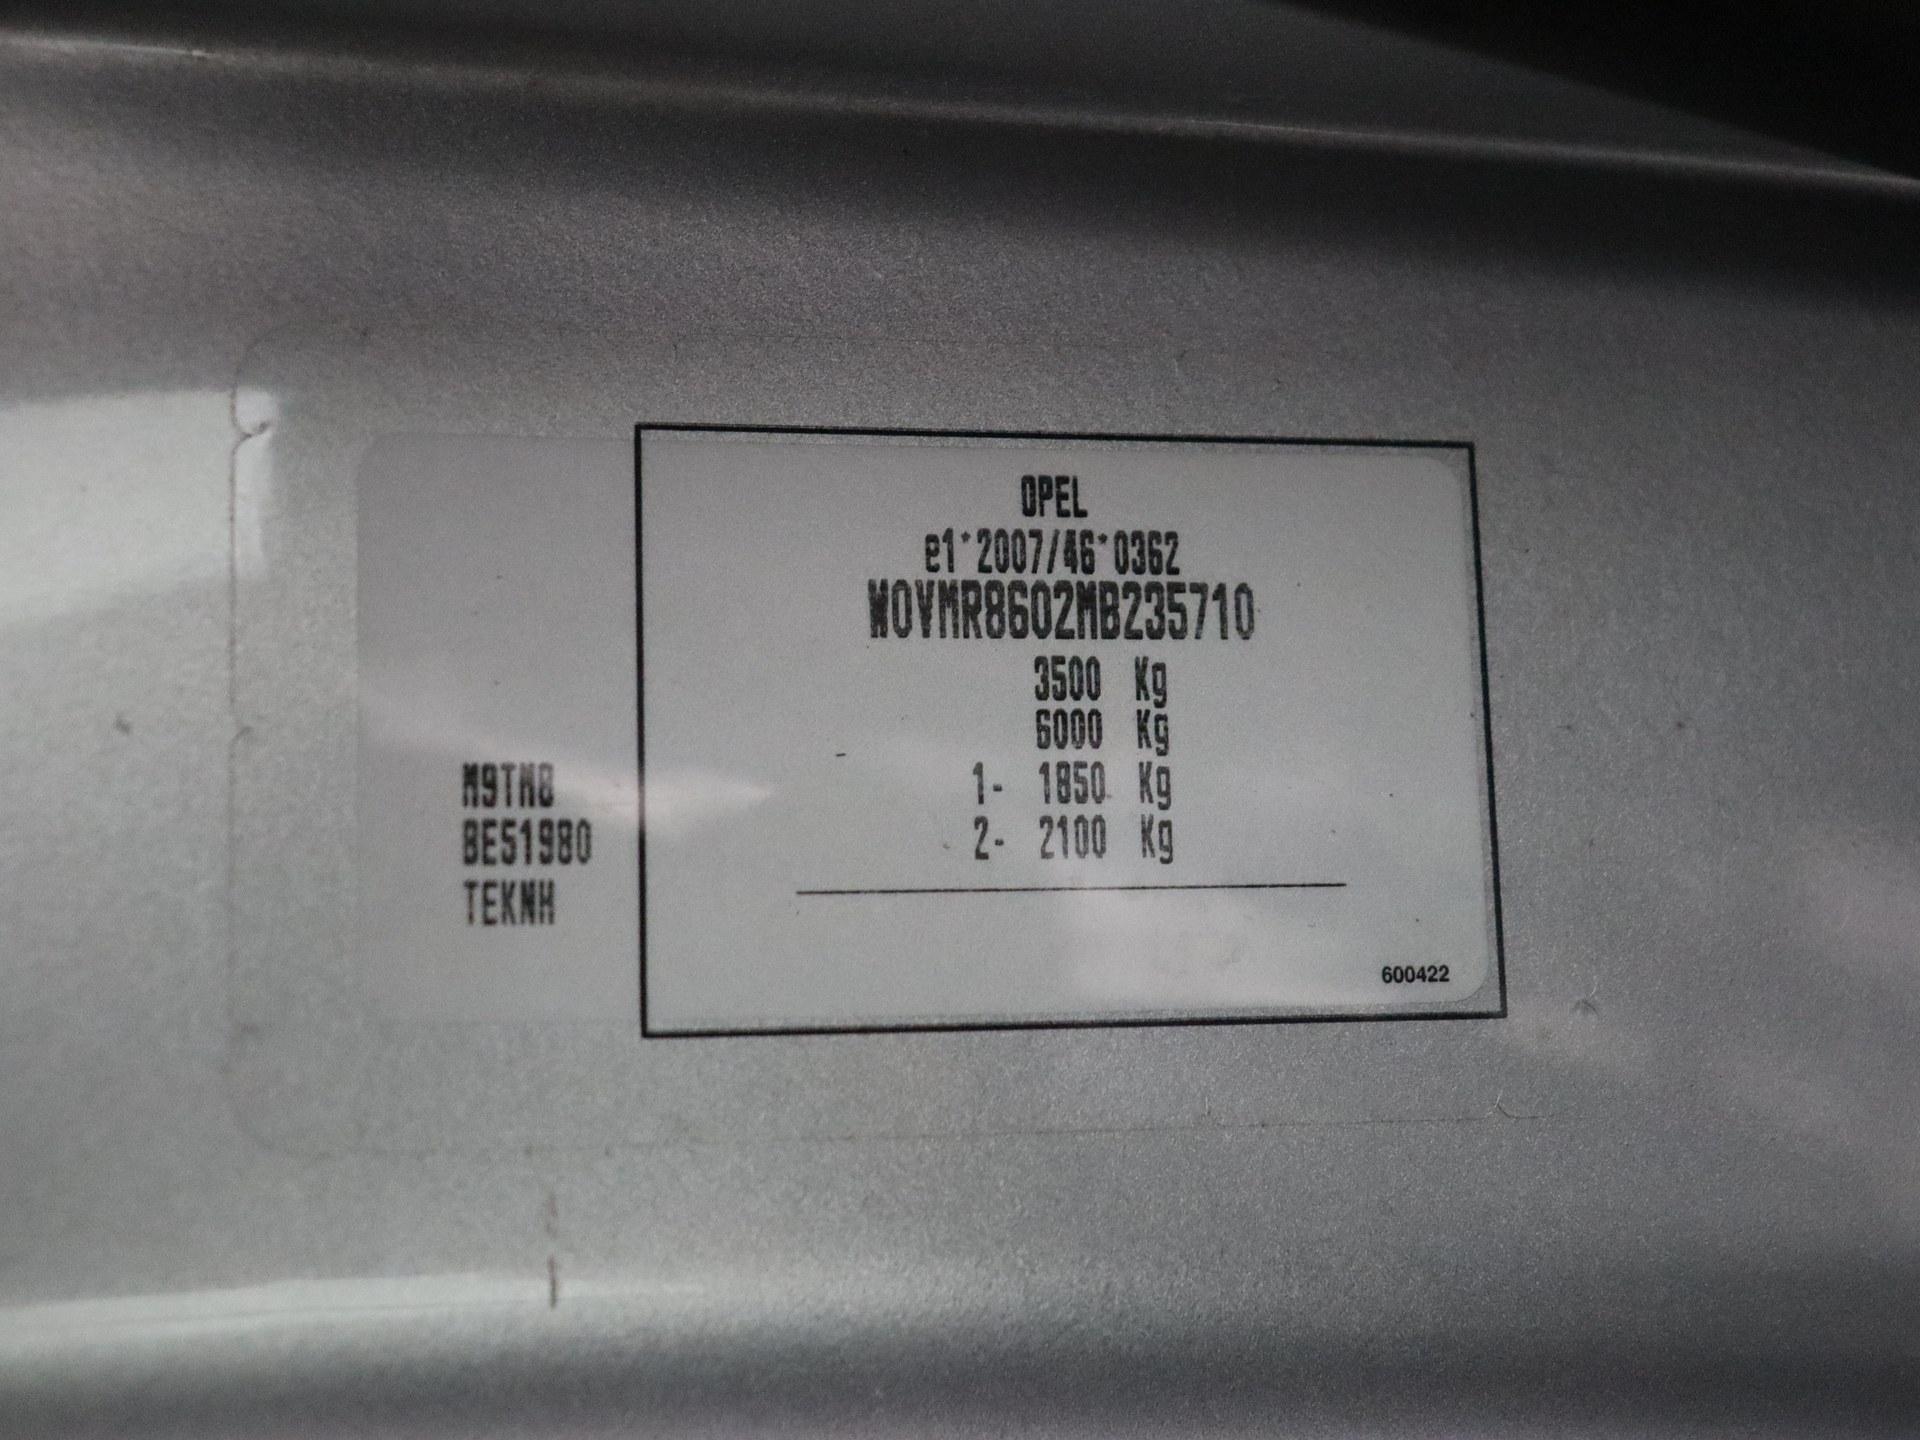 OPEL
e1*2007/46*0362
W0VMR8602MB235710
3500 Kg
6000 Kg
1- 1850 Kg
2- 2100 Kg
M9TM8
8E51980
TEKNH
600422